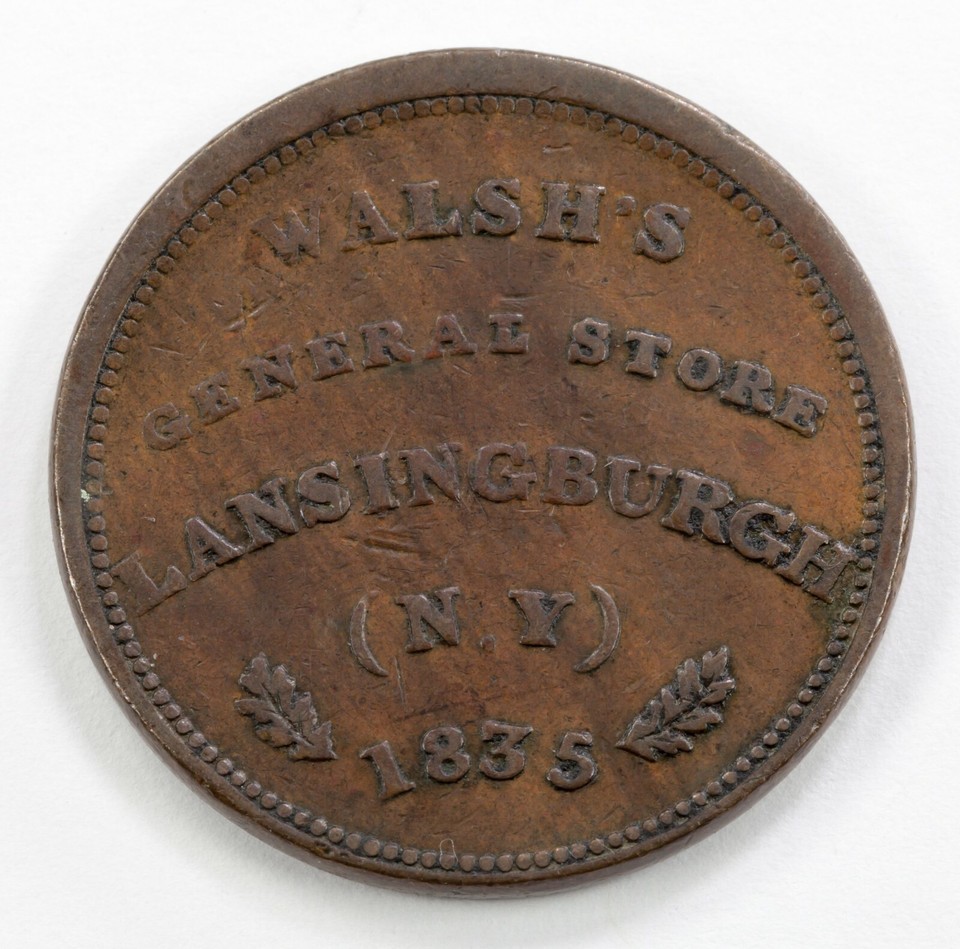 WALSH'S
GENERAL STORE
LANSINGBURGH
(N.Y)
1835